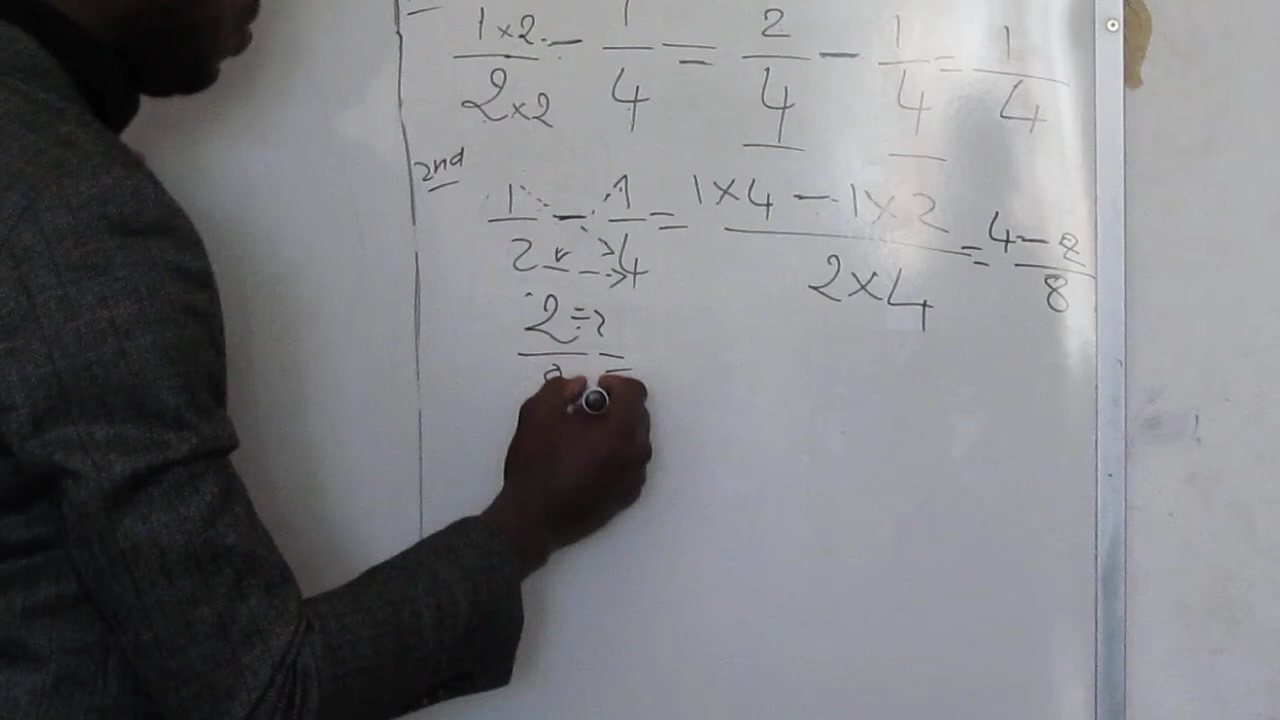 1×2/2×2 − 1/4 = 2/4 − 1/4 = 1/4
2nd
1/2 − 1/4 = 1×4 − 1×2/2×4 = 4−2/8
2÷2/8÷ =